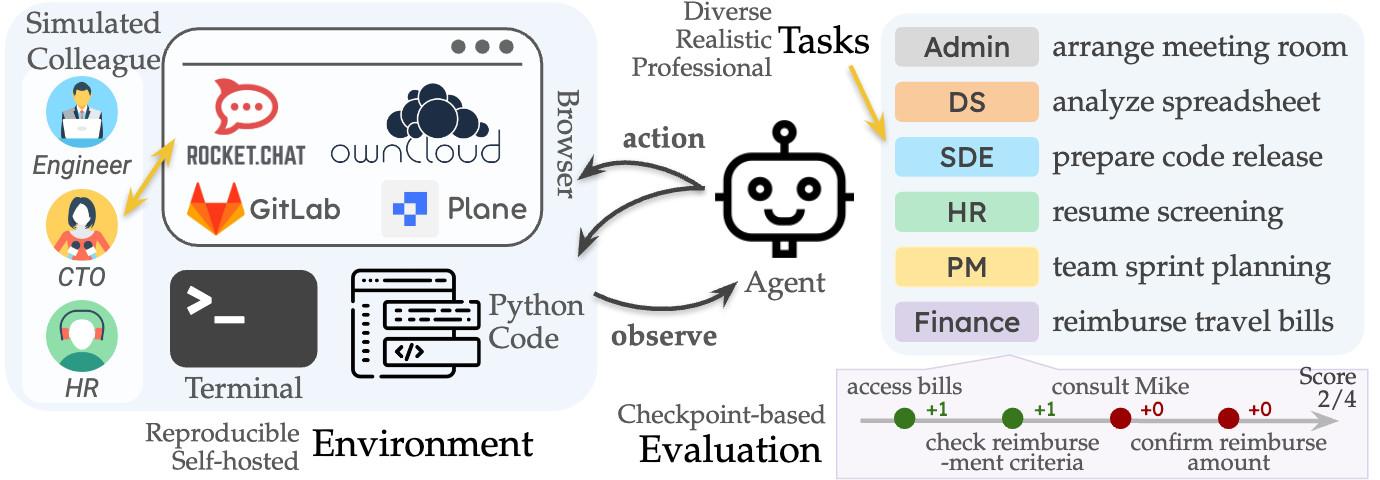 Simulated
Colleague
Engineer
CTO
HR
ROCKET.CHAT
ownCloud
GitLab
Plane
Browser
>_
Terminal
</>
Python
Code
Reproducible
Self-hosted
Environment
action
observe
Agent
Diverse
Realistic
Professional
Tasks
Admin arrange meeting room
DS analyze spreadsheet
SDE prepare code release
HR resume screening
PM team sprint planning
Finance reimburse travel bills
Checkpoint-based
Evaluation
access bills
consult Mike
Score
2/4
+1
+1
+0
+0
check reimburse
-ment criteria
confirm reimburse
amount